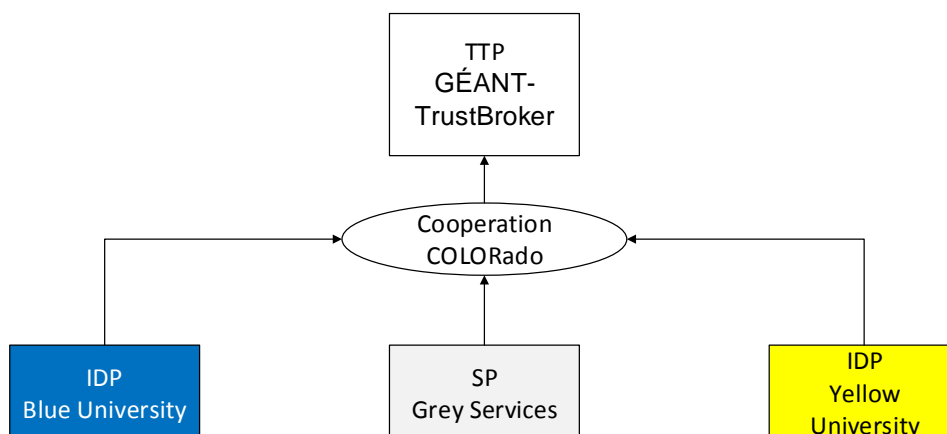 TTP
GÉANT-
TrustBroker
Cooperation
COLORado
IDP
Blue University
SP
Grey Services
IDP
Yellow
University